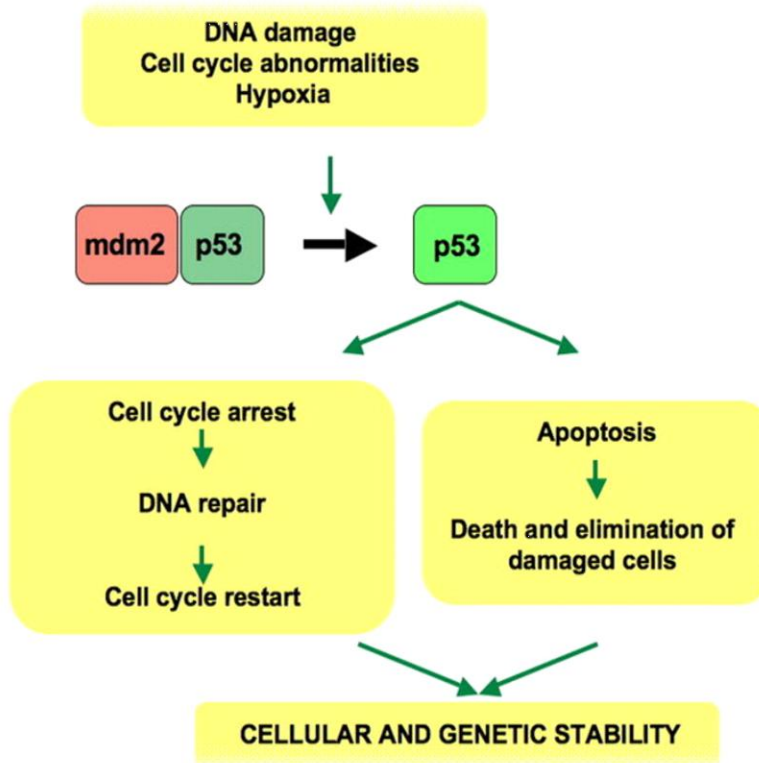 DNA damage
Cell cycle abnormalities
Hypoxia
mdm2 p53 p53
Cell cycle arrest
DNA repair
Cell cycle restart
Apoptosis
Death and elimination of
damaged cells
CELLULAR AND GENETIC STABILITY